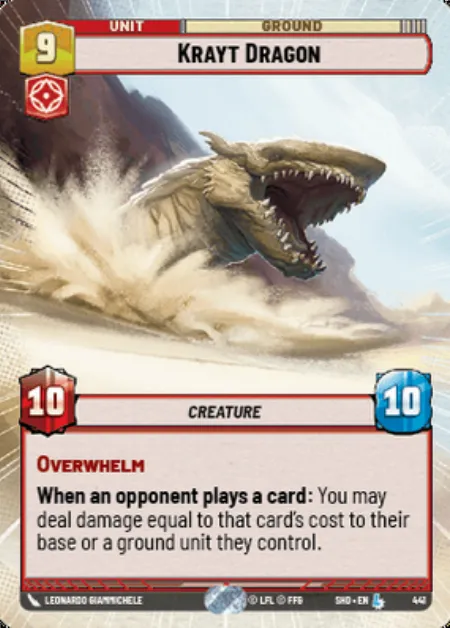 UNIT GROUND
9 KRAYT DRAGON
10 CREATURE 10
OVERWHELM
When an opponent plays a card: You may
deal damage equal to that card's cost to their
base or a ground unit they control.
LEONARDO GIAMMICHELE © LFL © FFG SHD • EN 441